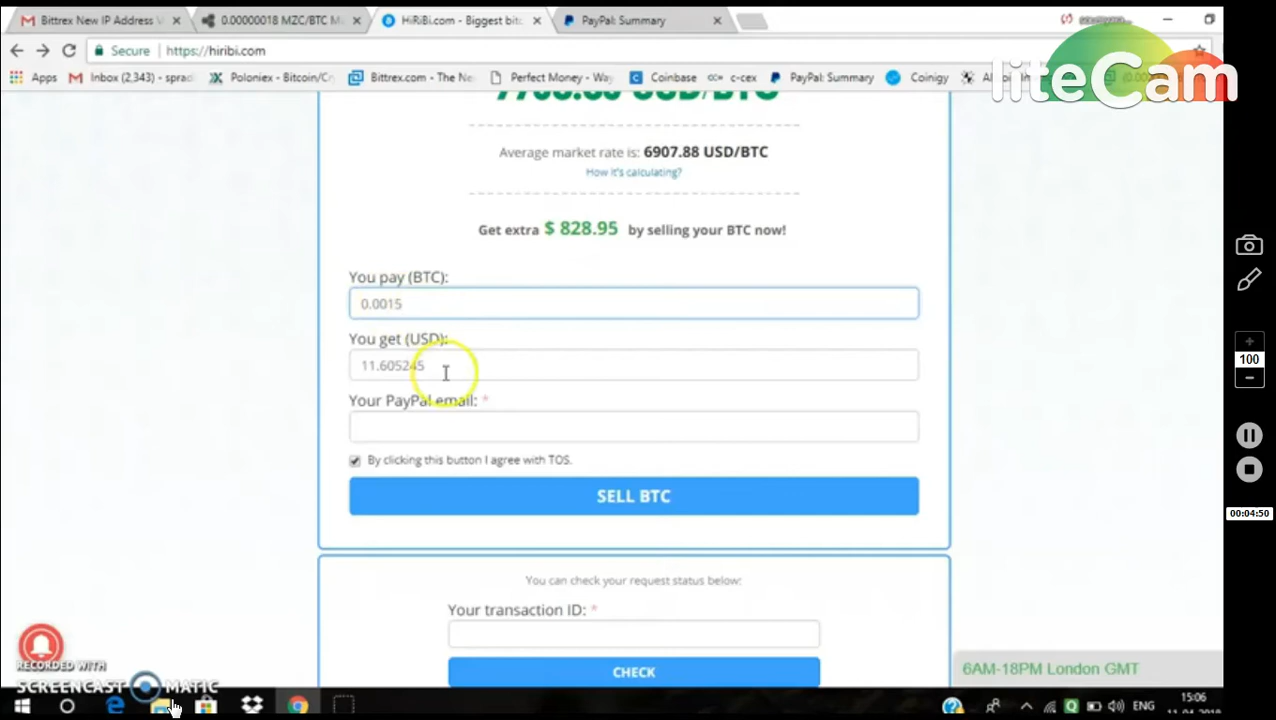 Bittrex New IP Address V
0.00000018 MZC/BTC M
HiRiBi.com - Biggest bitc
PayPal: Summary
Secure
https://hiribi.com
liteCam
Apps
Inbox (2,343) - sprad
Poloniex - Bitcoin/Cr
Bittrex.com - The Ne
Perfect Money - Way
Coinbase
c-cex
PayPal: Summary
Coinigy
USD/BTC
Average market rate is: 6907.88 USD/BTC
How it's calculating?
Get extra $ 828.95 by selling your BTC now!
You pay (BTC):
0.0015
You get (USD):
11.605245
Your PayPal email: *
By clicking this button I agree with TOS.
SELL BTC
You can check your request status below:
Your transaction ID: *
CHECK
100
00:04:50
6AM-18PM London GMT
RECORDED WITH
SCREENCAST MATIC
ENG
15:06